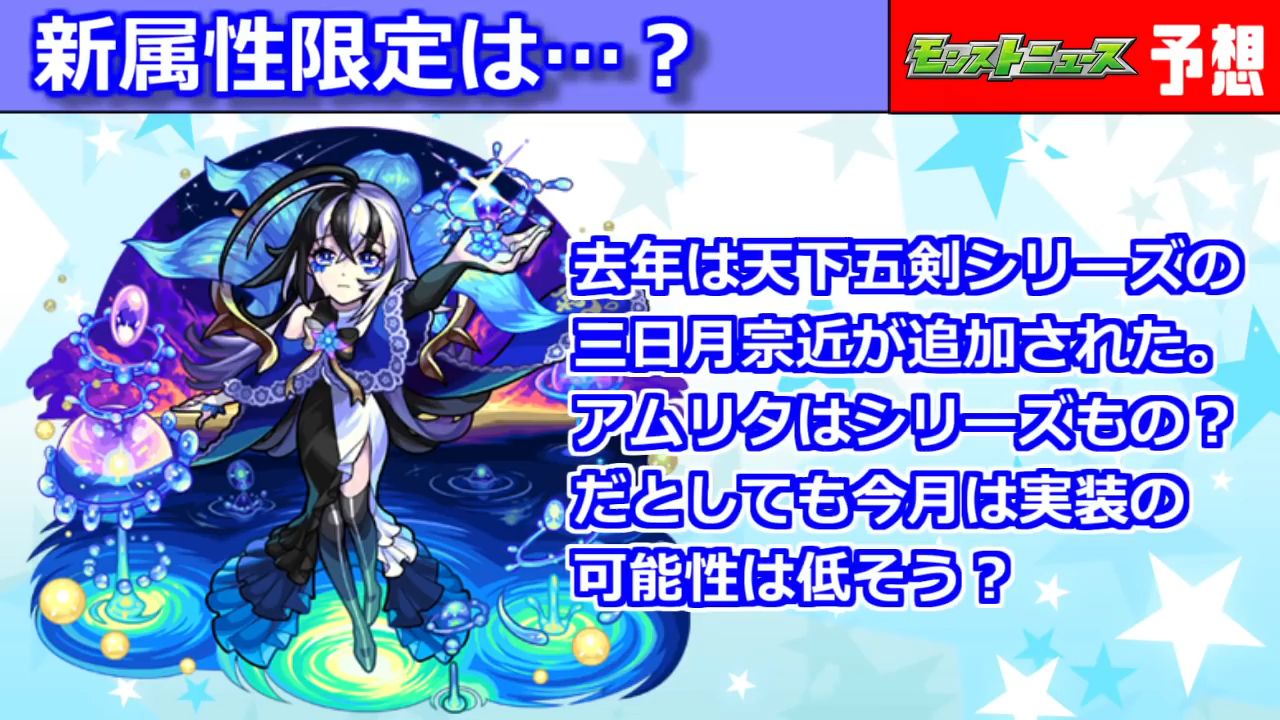 新属性限定は…？
モンストニュース 予想
去年は天下五剣シリーズの
三日月宗近が追加された。
アムリタはシリーズもの？
だとしても今月は実装の
可能性は低そう？